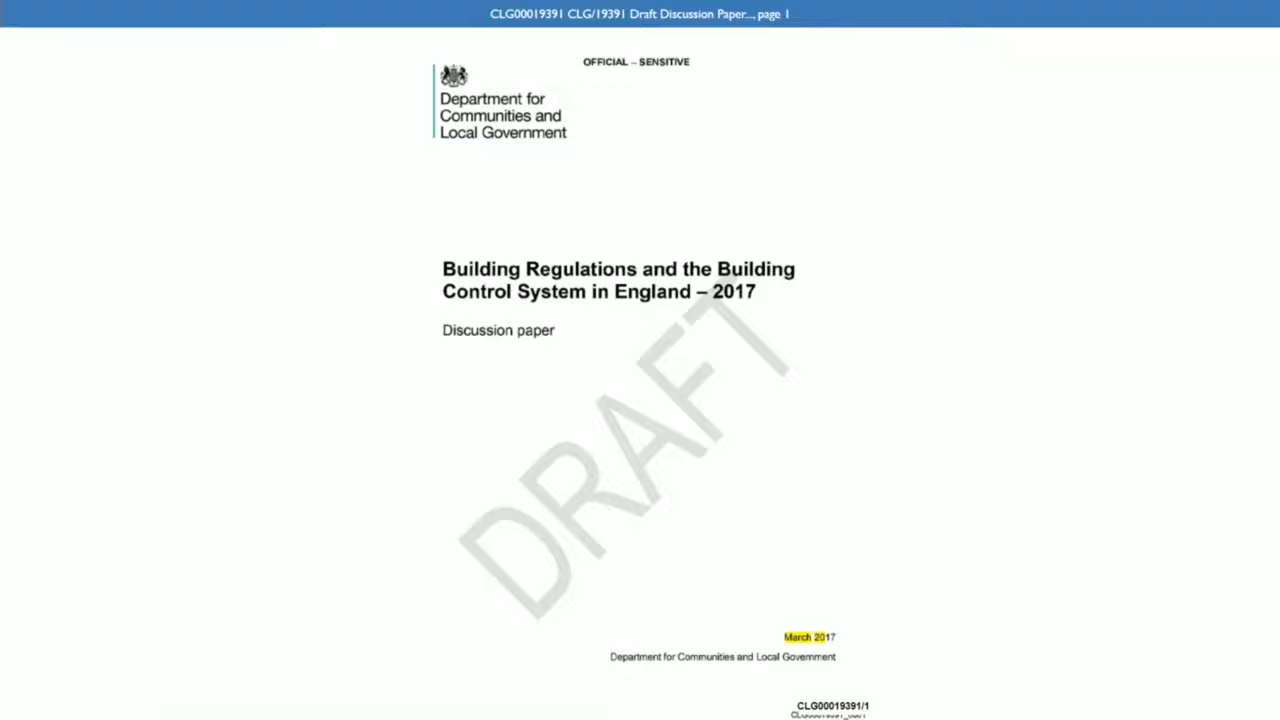 CLG00019391 CLG/19391 Draft Discussion Paper..., page 1
OFFICIAL – SENSITIVE
Department for
Communities and
Local Government
Building Regulations and the Building
Control System in England – 2017
Discussion paper
DRAFT
March 2017
Department for Communities and Local Government
CLG00019391/1